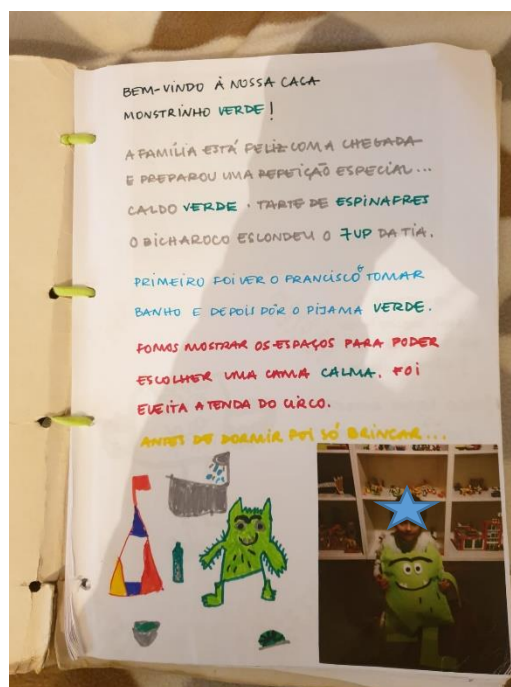 BEM-VINDO À NOSSA CACA
MONSTRINHO VERDE!
A FAMÍLIA ESTÁ FELIZ COM A CHEGADA
E PREPAROU UMA REFEIÇÃO ESPECIAL...
CALDO VERDE · TARTE DE ESPINAFRES
O BICHAROCO ESCONDEU O 7UP DA TIA.
PRIMEIRO FOI VER O FRANCISCO TOMAR
BANHO E DEPOIS PÔR O PIJAMA VERDE.
FOMOS MOSTRAR OS ESPAÇOS PARA PODER
ESCOLHER UMA CAMA CALMA. FOI
ELEITA A TENDA DO CIRCO.
ANTES DE DORMIR FOI SÓ BRINCAR...